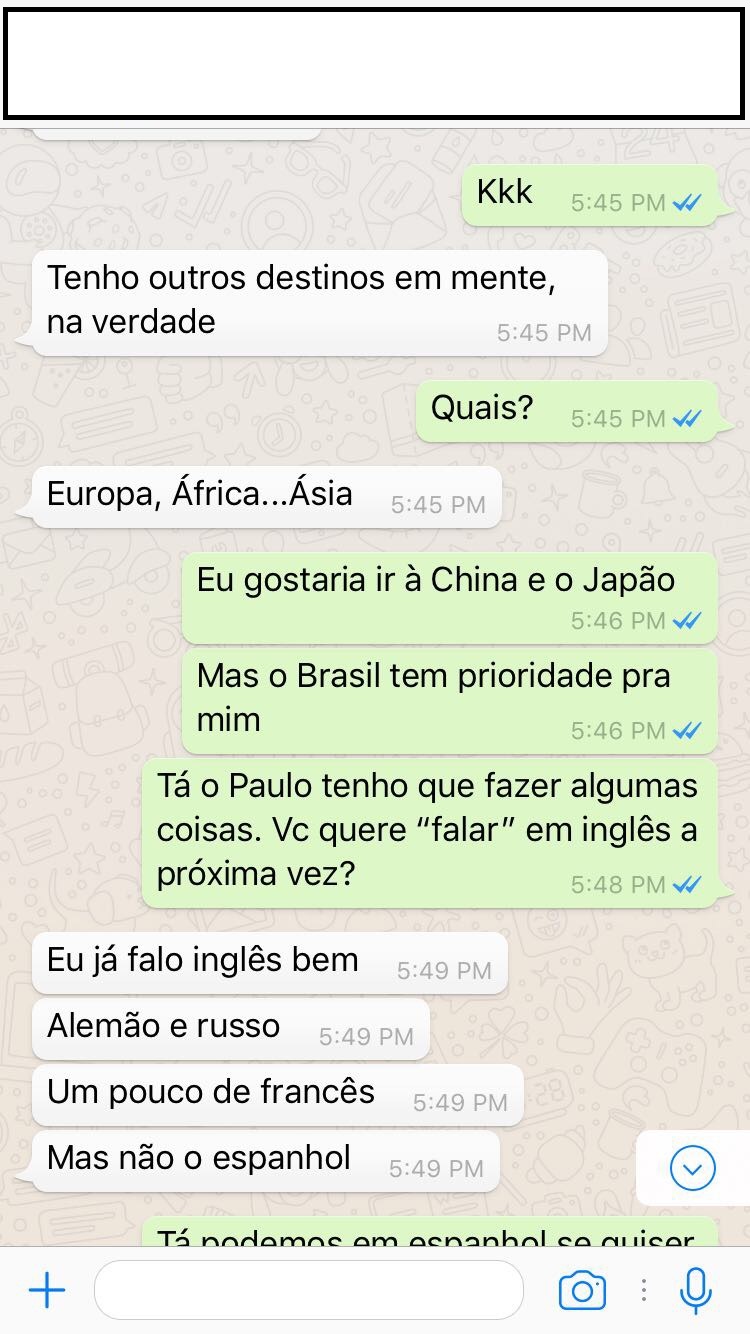 Kkk
5:45 PM
Tenho outros destinos em mente,
na verdade
5:45 PM
Quais?
5:45 PM
Europa, África...Ásia
5:45 PM
Eu gostaria ir à China e o Japão
5:46 PM
Mas o Brasil tem prioridade pra
mim
5:46 PM
Tá o Paulo tenho que fazer algumas
coisas. Vc quere “falar” em inglês a
próxima vez?
5:48 PM
Eu já falo inglês bem
5:49 PM
Alemão e russo
5:49 PM
Um pouco de francês
5:49 PM
Mas não o espanhol
5:49 PM
Tá podemos em espanhol se quiser